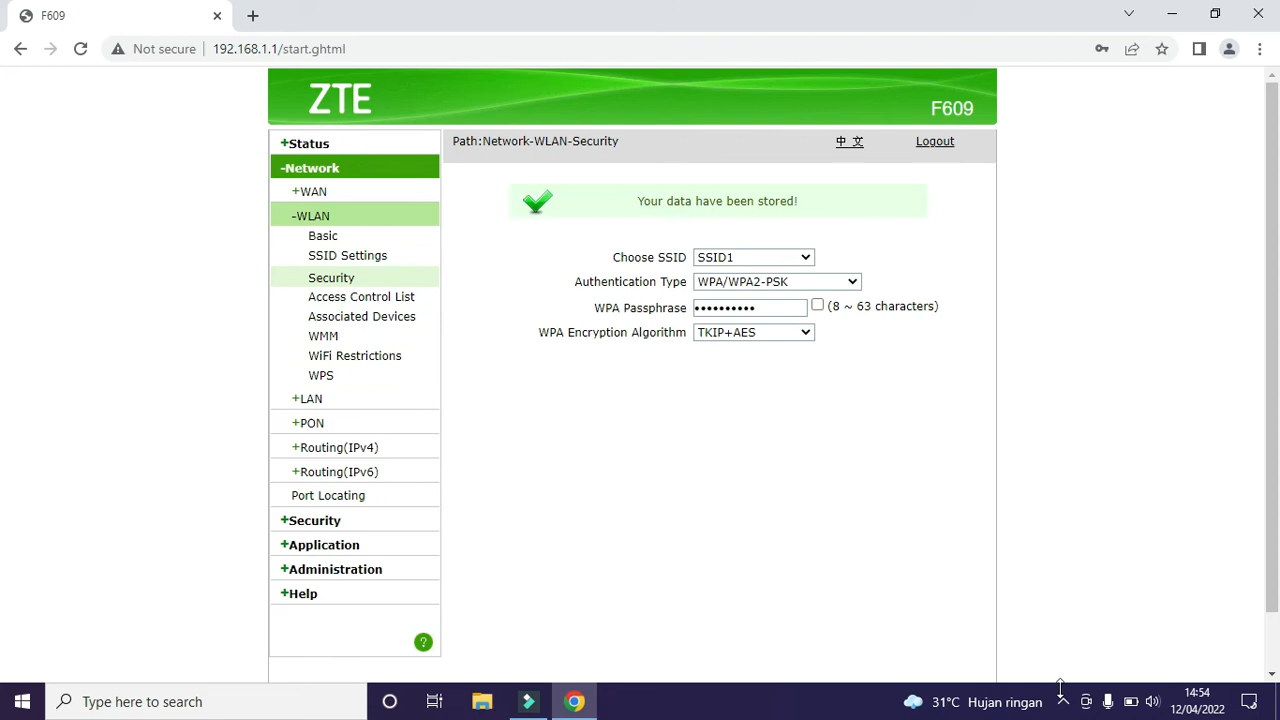 F609
Not secure 192.168.1.1/start.ghtml
ZTE
F609
Path:Network-WLAN-Security 中 文 Logout
+Status
-Network
+WAN
-WLAN
Basic
SSID Settings
Security
Access Control List
Associated Devices
WMM
WiFi Restrictions
WPS
+LAN
+PON
+Routing(IPv4)
+Routing(IPv6)
Port Locating
+Security
+Application
+Administration
+Help
?
Your data have been stored!
Choose SSID SSID1
Authentication Type WPA/WPA2-PSK
WPA Passphrase •••••••••• (8 ~ 63 characters)
WPA Encryption Algorithm TKIP+AES
Type here to search
31°C Hujan ringan
14:54
12/04/2022